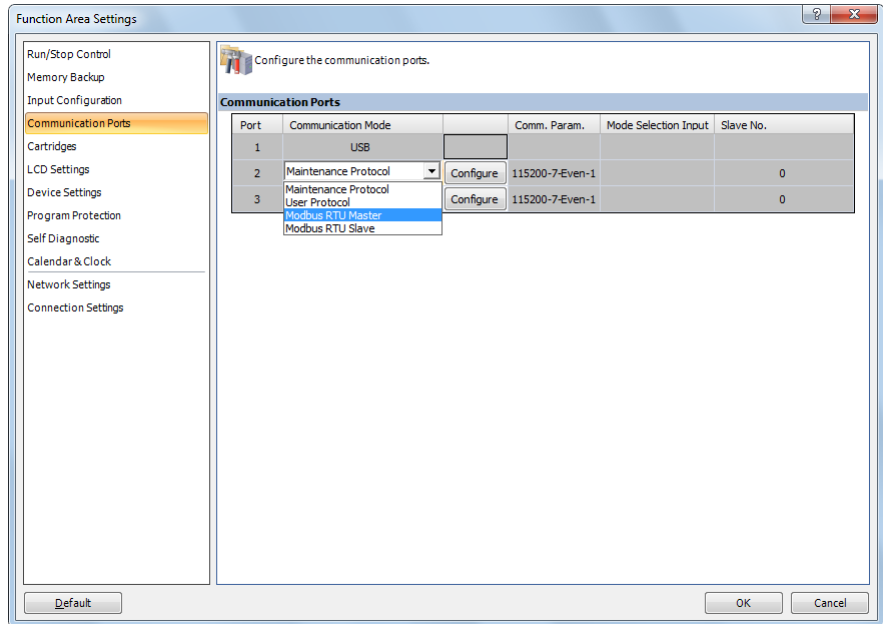 Function Area Settings
Run/Stop Control
Memory Backup
Input Configuration
Communication Ports
Cartridges
LCD Settings
Device Settings
Program Protection
Self Diagnostic
Calendar & Clock
Network Settings
Connection Settings
Configure the communication ports.
Communication Ports
Port Communication Mode Comm. Param. Mode Selection Input Slave No.
1 USB
2 Maintenance Protocol Configure 115200-7-Even-1 0
3 Configure 115200-7-Even-1 0
Maintenance Protocol
User Protocol
Modbus RTU Master
Modbus RTU Slave
Default OK Cancel